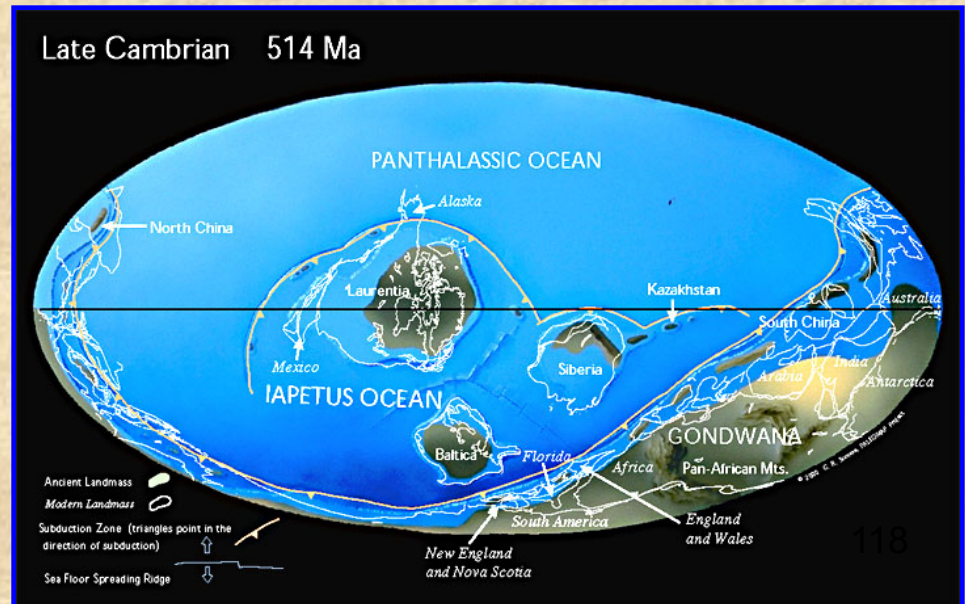 Late Cambrian 514 Ma
PANTHALASSIC OCEAN
Alaska
North China
Laurentia
Kazakhstan
Australia
South China
Mexico
Siberia
India
Arabia
Antarctica
IAPETUS OCEAN
GONDWANA
Baltica
Florida
Africa
Pan-African Mts.
Ancient Landmass
Modern Landmass
South America
England
and Wales
Subduction Zone (triangles point in the
direction of subduction)
New England
and Nova Scotia
Sea Floor Spreading Ridge
118